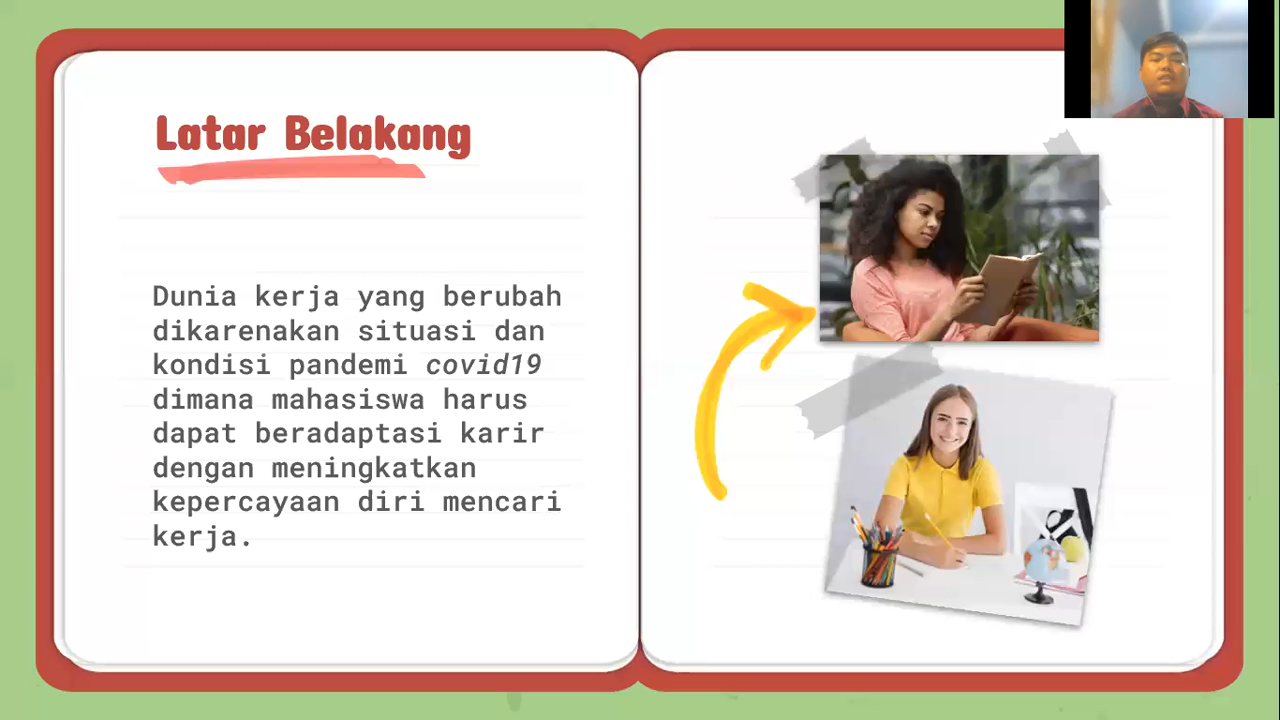 Latar Belakang
Dunia kerja yang berubah
dikarenakan situasi dan
kondisi pandemi covid19
dimana mahasiswa harus
dapat beradaptasi karir
dengan meningkatkan
kepercayaan diri mencari
kerja.